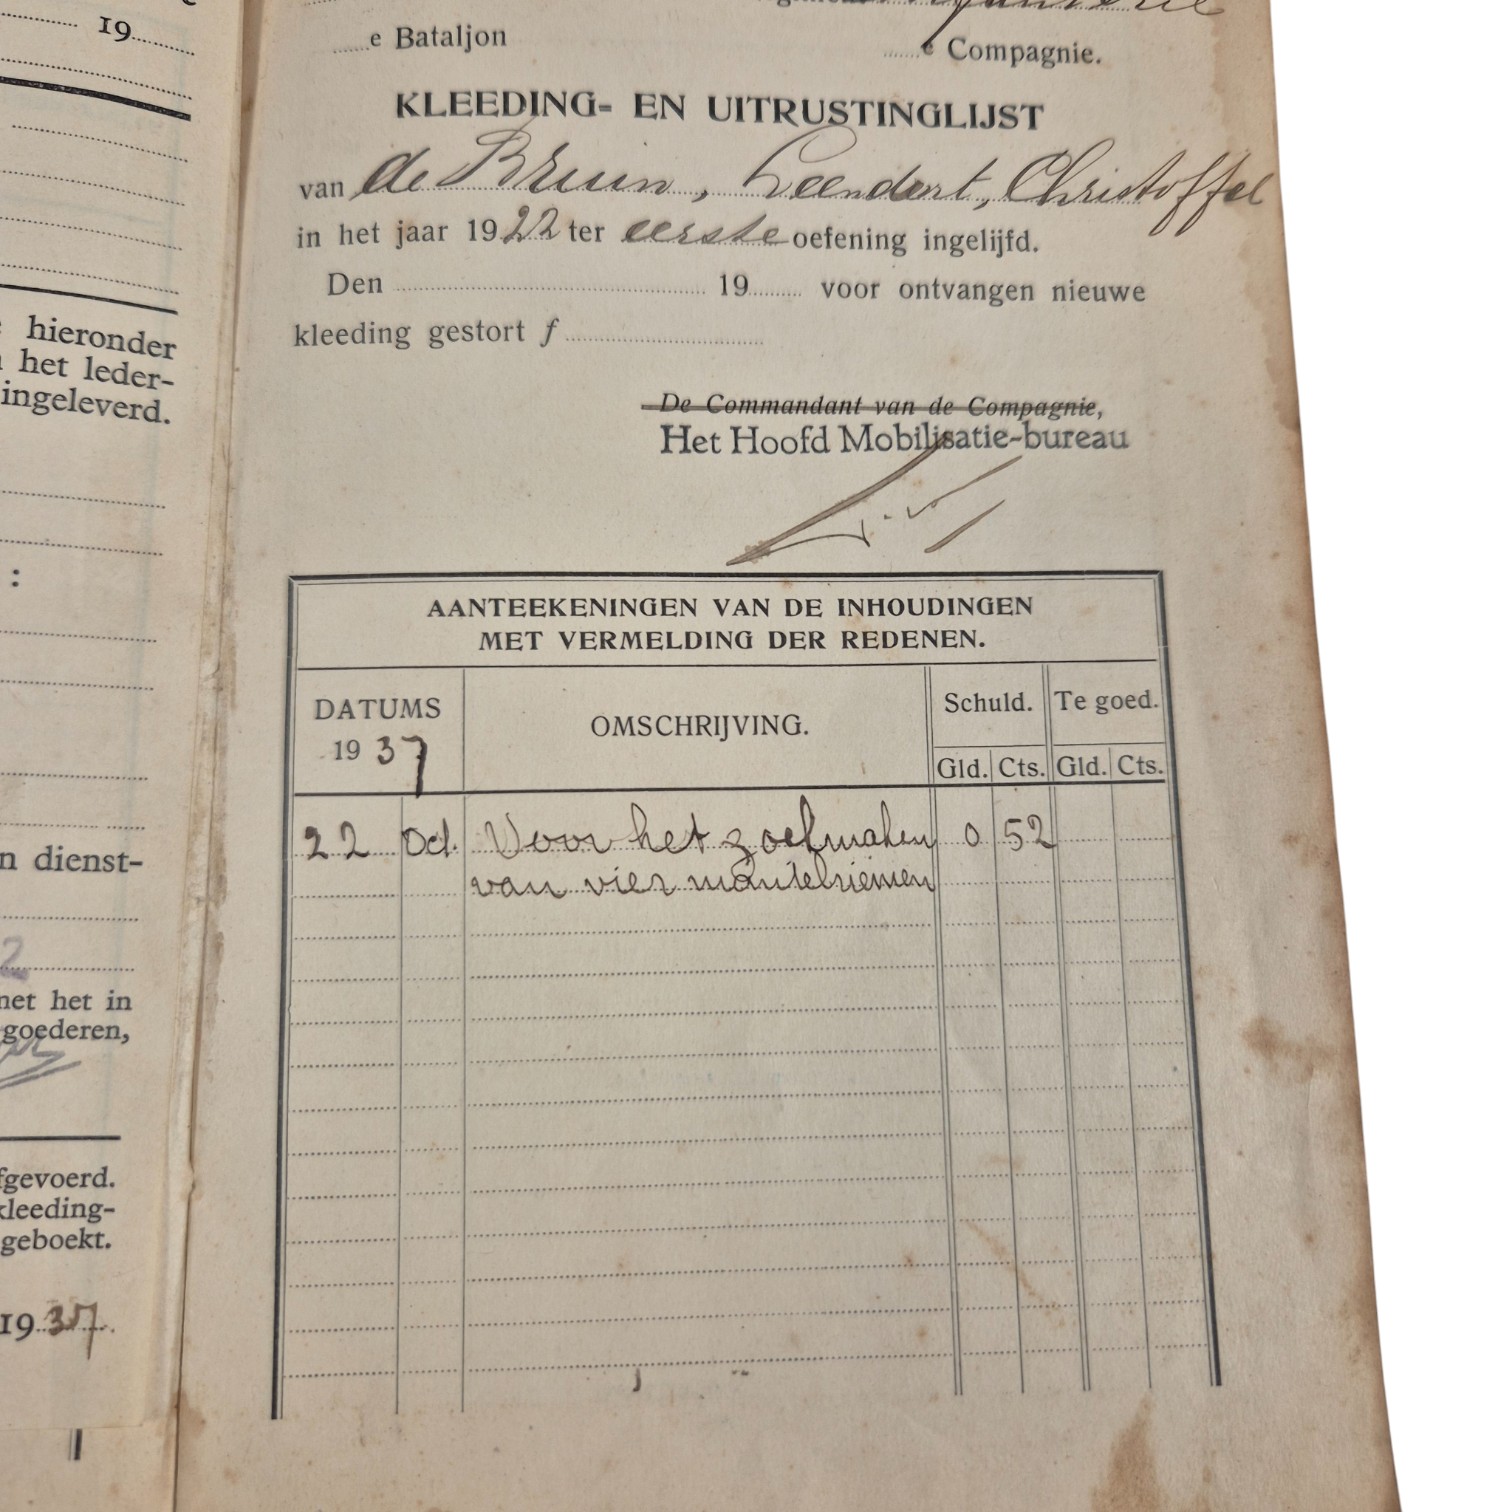 19
e Bataljon
e Compagnie.
KLEEDING- EN UITRUSTINGLIJST
van de Bruin, Leendert, Christoffel
in het jaar 1922 ter eerste oefening ingelijfd.
Den 19 voor ontvangen nieuwe
kleeding gestort f
De Commandant van de Compagnie,
Het Hoofd Mobilisatie-bureau
AANTEEKENINGEN VAN DE INHOUDINGEN
MET VERMELDING DER REDENEN.
DATUMS
1937
OMSCHRIJVING.
Schuld. Te goed.
Gld. Cts. Gld. Cts.
22 Oct. Voor het zoekmaken 0 52
van vier mantelriemen
hieronder
het leder-
ingeleverd.
:
n dienst-
2
net het in
goederen,
fgevoerd.
kleeding-
geboekt.
1937.